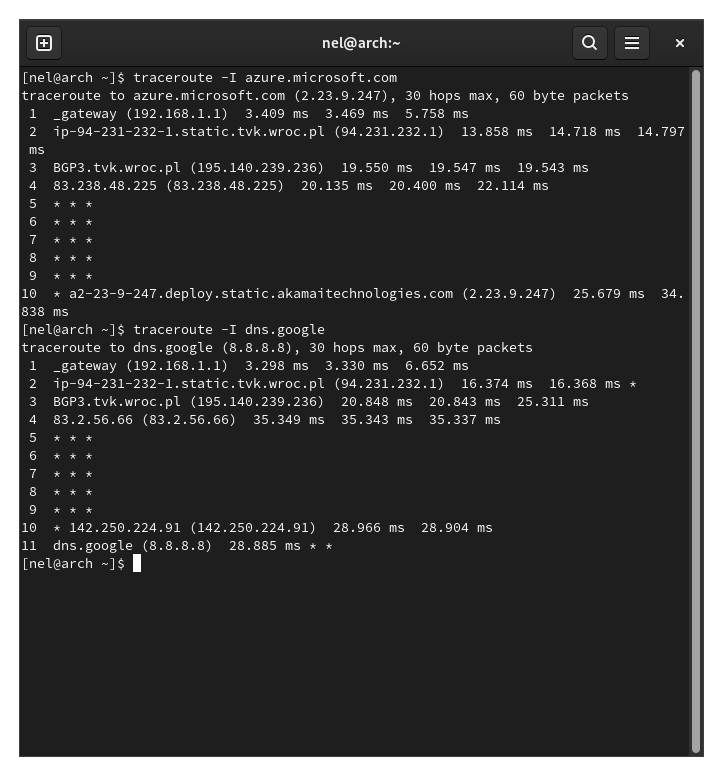 nel@arch:~
[nel@arch ~]$ traceroute -I azure.microsoft.com
traceroute to azure.microsoft.com (2.23.9.247), 30 hops max, 60 byte packets
 1  _gateway (192.168.1.1)  3.409 ms  3.469 ms  5.758 ms
 2  ip-94-231-232-1.static.tvk.wroc.pl (94.231.232.1)  13.858 ms  14.718 ms  14.797
 ms
 3  BGP3.tvk.wroc.pl (195.140.239.236)  19.550 ms  19.547 ms  19.543 ms
 4  83.238.48.225 (83.238.48.225)  20.135 ms  20.400 ms  22.114 ms
 5  * * *
 6  * * *
 7  * * *
 8  * * *
 9  * * *
10  * a2-23-9-247.deploy.static.akamaitechnologies.com (2.23.9.247)  25.679 ms  34.
838 ms
[nel@arch ~]$ traceroute -I dns.google
traceroute to dns.google (8.8.8.8), 30 hops max, 60 byte packets
 1  _gateway (192.168.1.1)  3.298 ms  3.330 ms  6.652 ms
 2  ip-94-231-232-1.static.tvk.wroc.pl (94.231.232.1)  16.374 ms  16.368 ms *
 3  BGP3.tvk.wroc.pl (195.140.239.236)  20.848 ms  20.843 ms  25.311 ms
 4  83.2.56.66 (83.2.56.66)  35.349 ms  35.343 ms  35.337 ms
 5  * * *
 6  * * *
 7  * * *
 8  * * *
 9  * * *
10  * 142.250.224.91 (142.250.224.91)  28.966 ms  28.904 ms
11  dns.google (8.8.8.8)  28.885 ms * *
[nel@arch ~]$